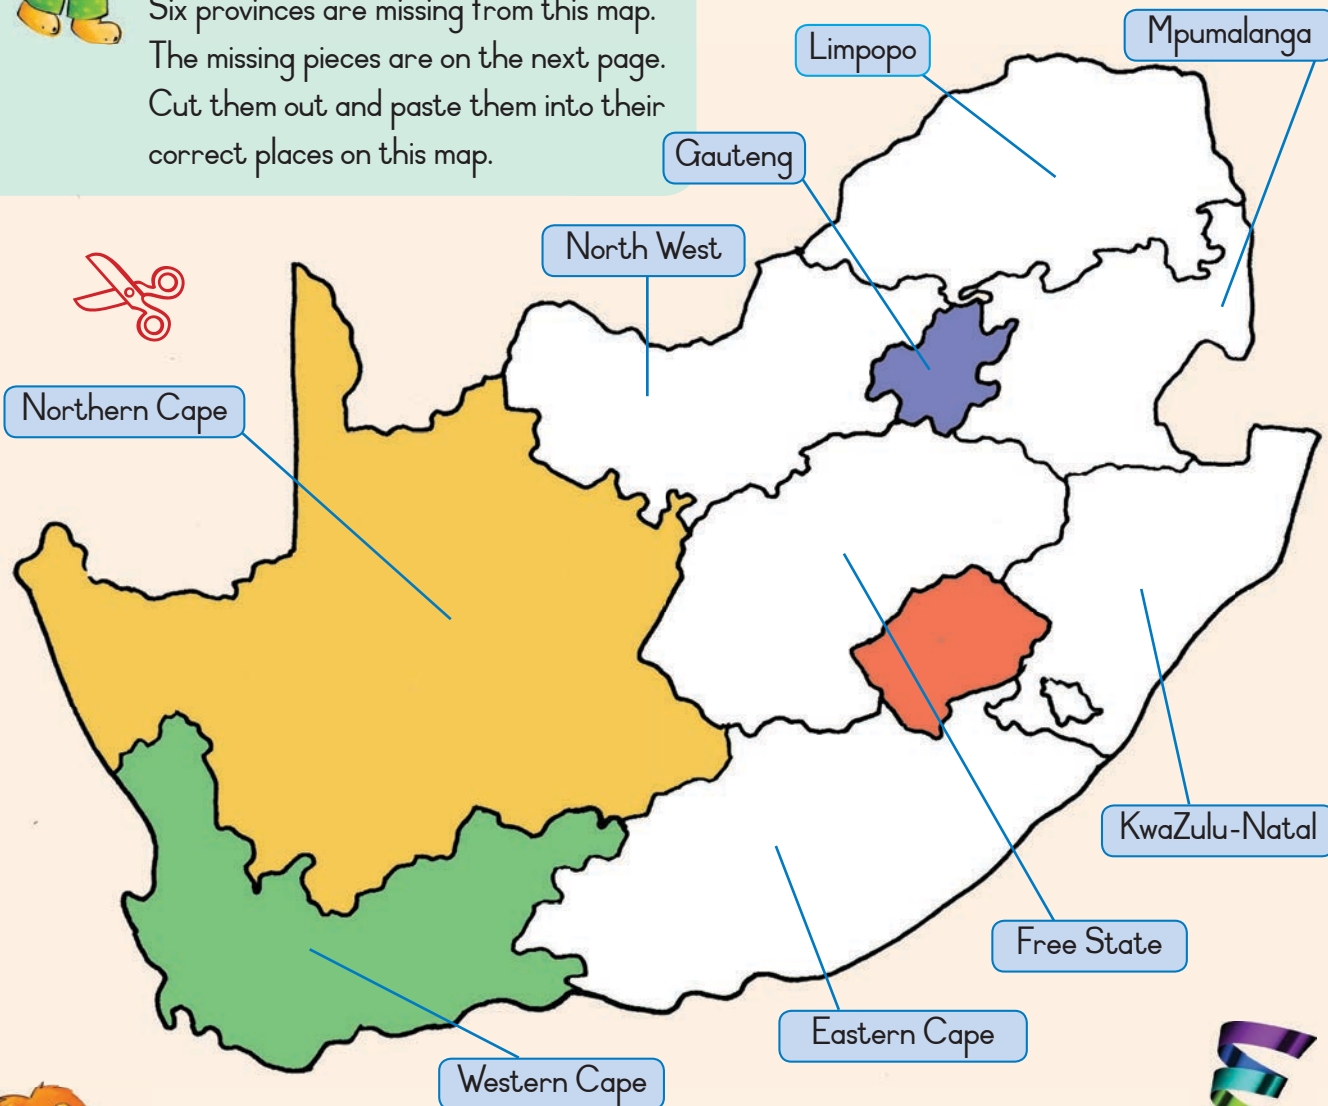 Six provinces are missing from this map.
The missing pieces are on the next page.
Cut them out and paste them into their
correct places on this map.
Limpopo
Mpumalanga
Gauteng
North West
Northern Cape
KwaZulu-Natal
Free State
Eastern Cape
Western Cape